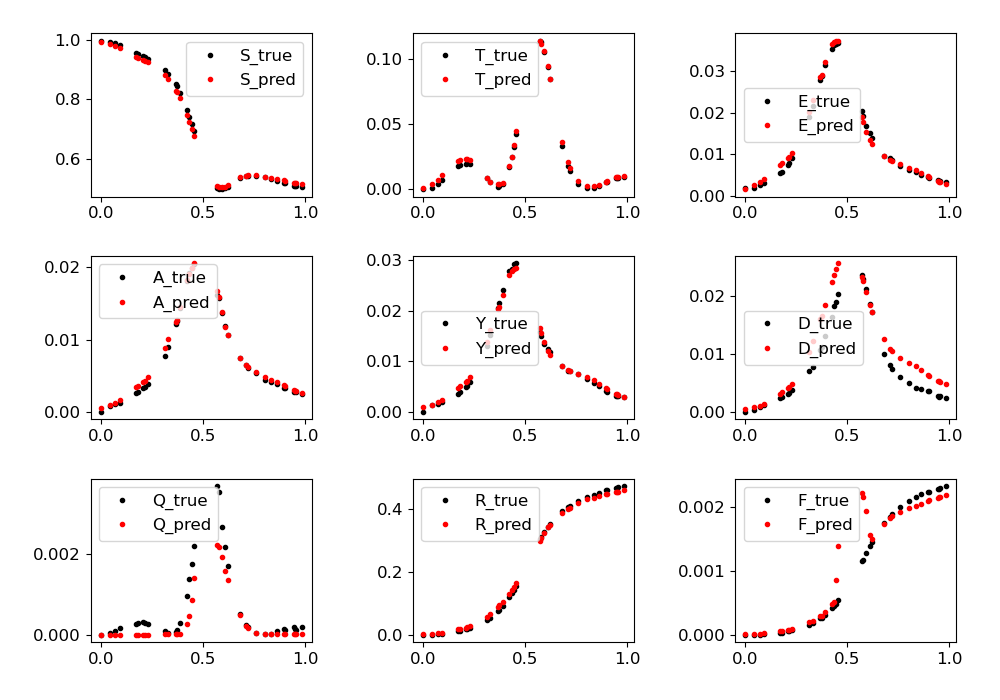 1.0
0.8
0.6
0.0 0.5 1.0
S_true
S_pred
0.10
0.05
0.00
0.0 0.5 1.0
T_true
T_pred
0.03
0.02
0.01
0.00
0.0 0.5 1.0
E_true
E_pred
0.02
0.01
0.00
0.0 0.5 1.0
A_true
A_pred
0.03
0.02
0.01
0.00
0.0 0.5 1.0
Y_true
Y_pred
0.02
0.01
0.00
0.0 0.5 1.0
D_true
D_pred
0.002
0.000
0.0 0.5 1.0
Q_true
Q_pred
0.4
0.2
0.0
0.0 0.5 1.0
R_true
R_pred
0.002
0.001
0.000
0.0 0.5 1.0
F_true
F_pred